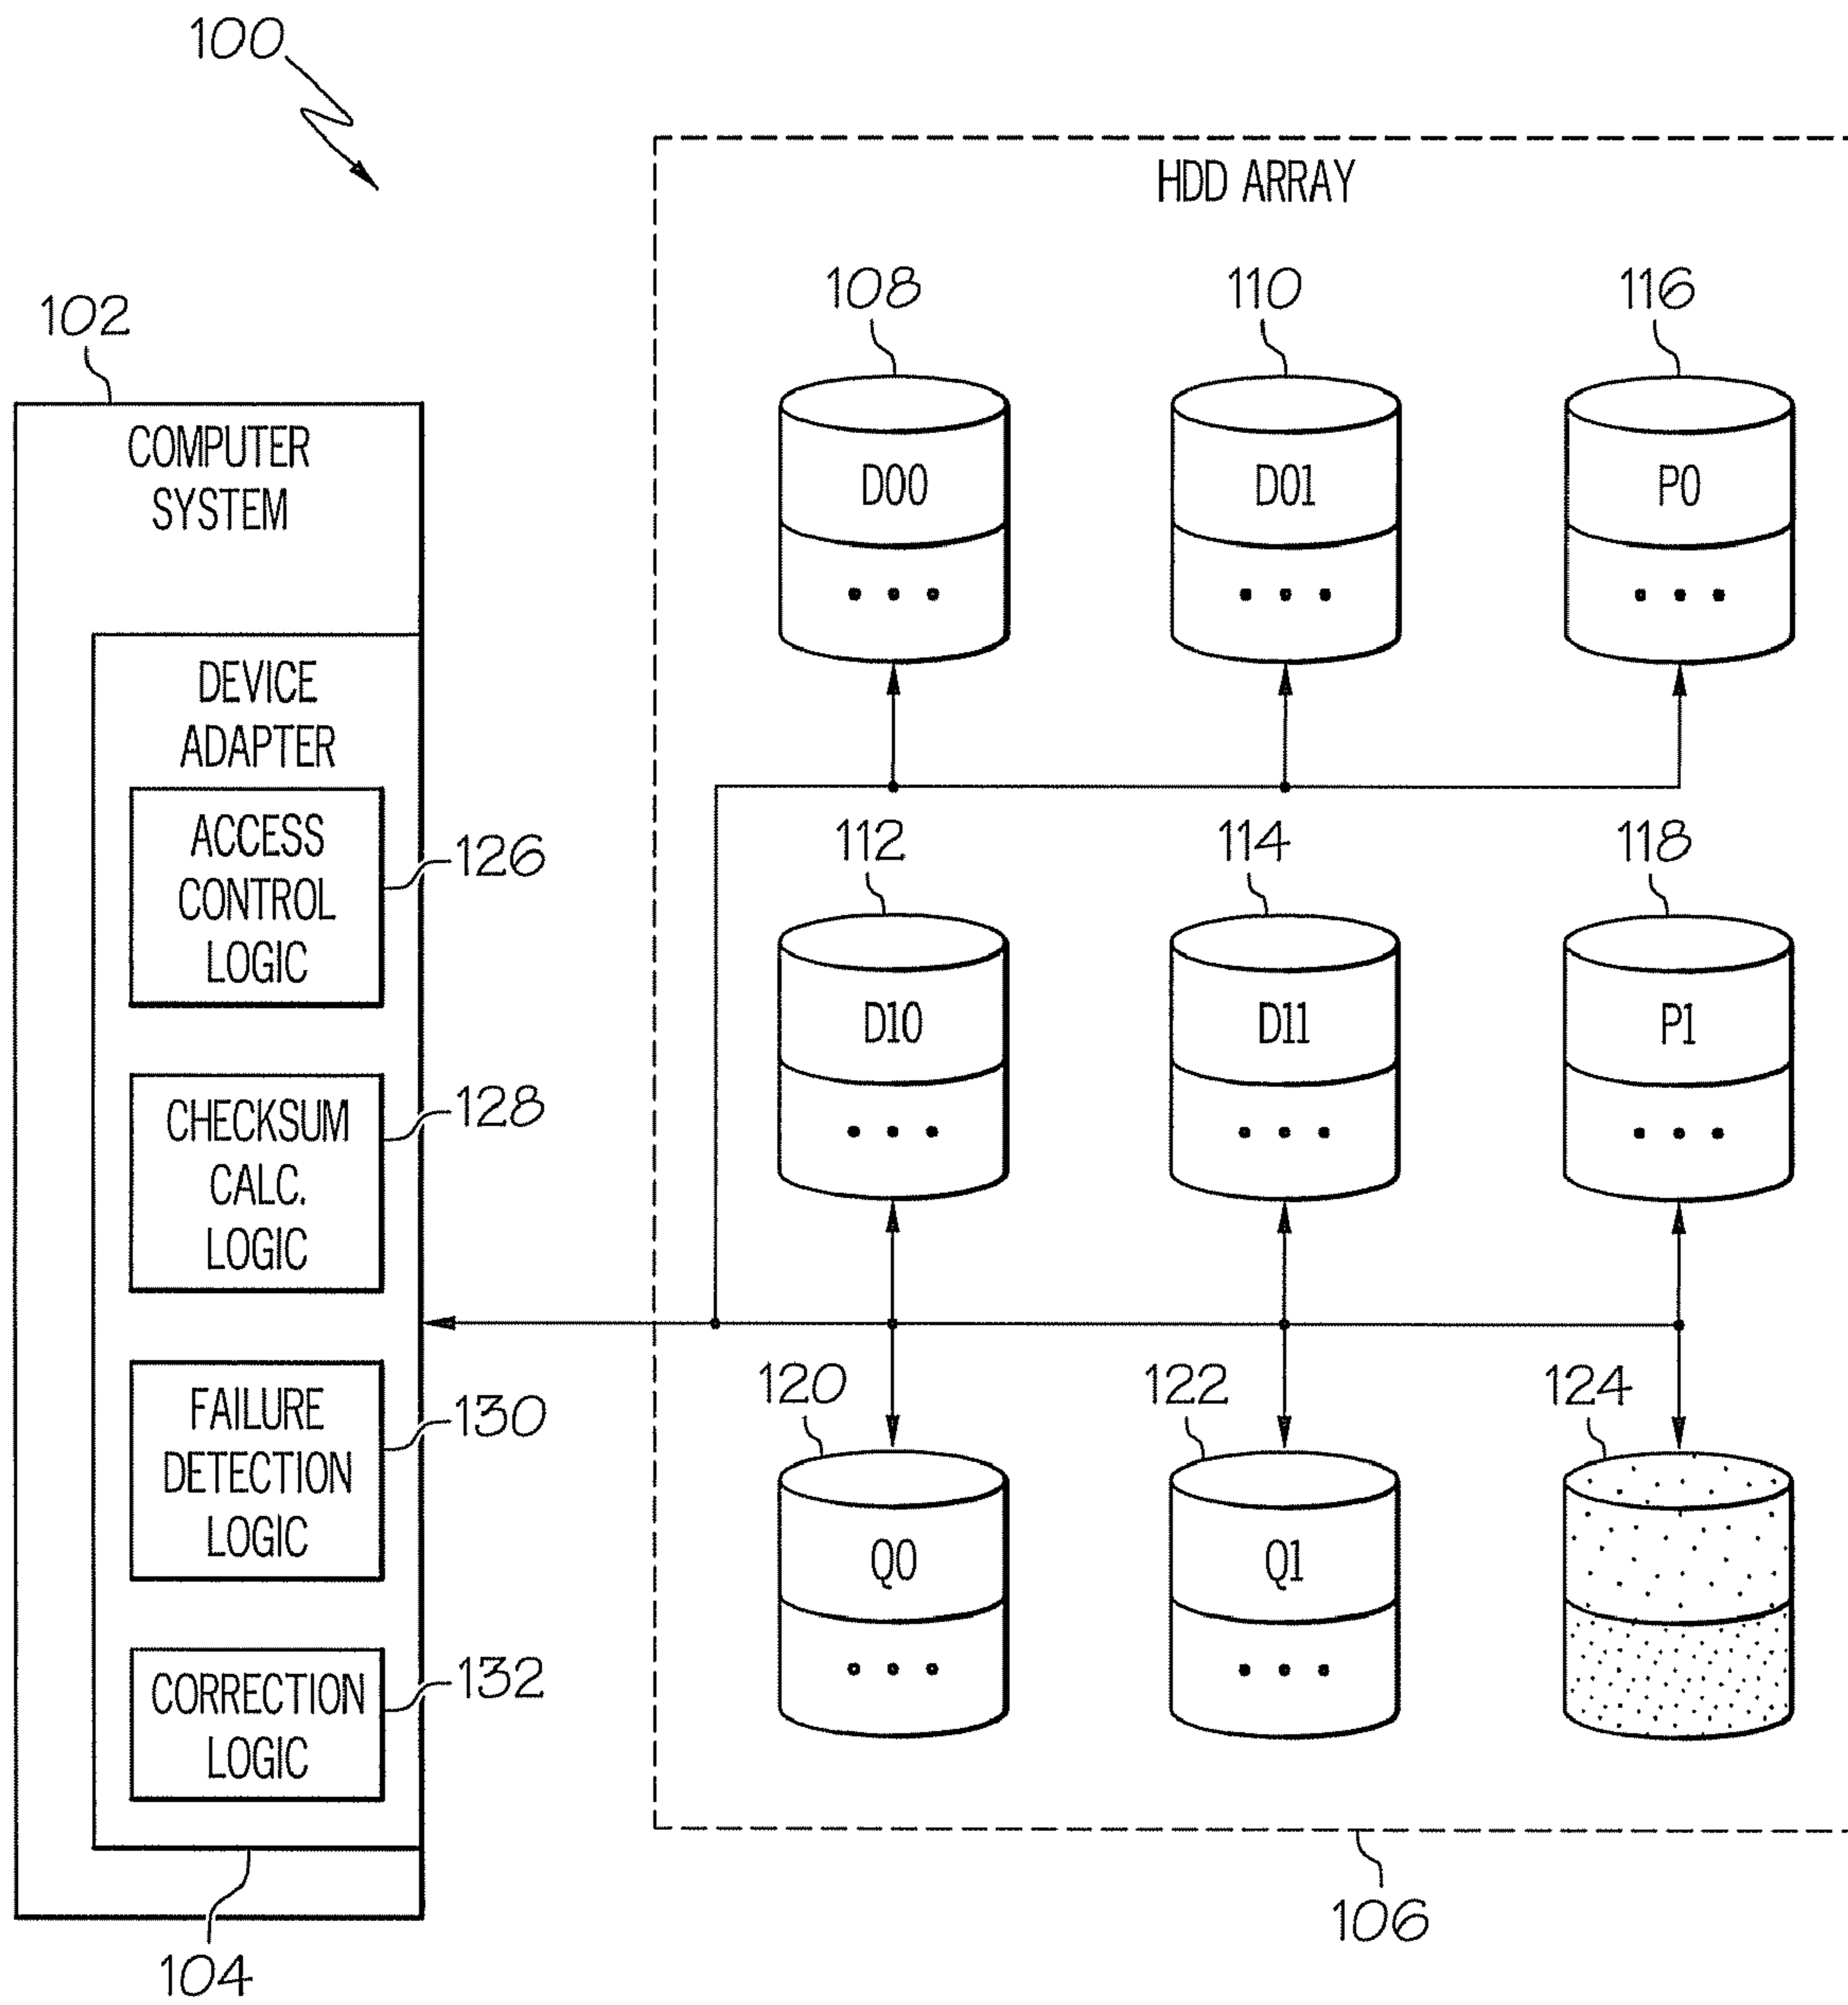 100
HDD ARRAY
108
110
116
102
COMPUTER
SYSTEM
D00
D01
P0
DEVICE
ADAPTER
ACCESS
CONTROL
LOGIC
126
112
114
118
D10
D11
P1
CHECKSUM
CALC.
LOGIC
128
120
122
124
FAILURE
DETECTION
LOGIC
130
Q0
Q1
CORRECTION
LOGIC
132
106
104